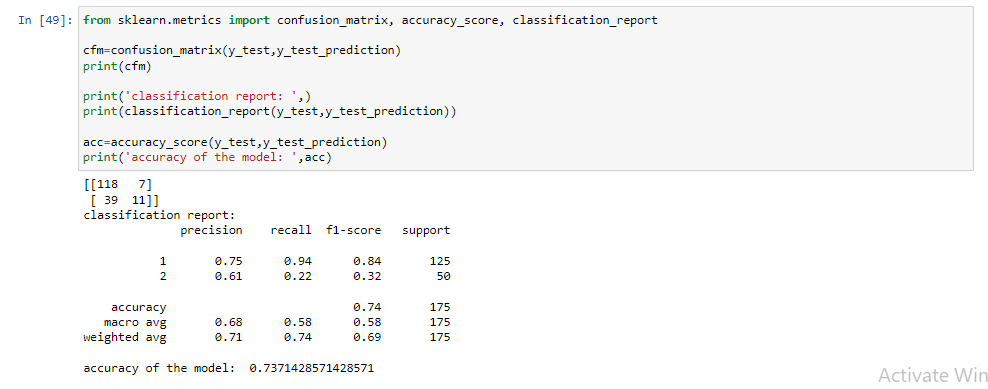 In [49]: from sklearn.metrics import confusion_matrix, accuracy_score, classification_report
cfm=confusion_matrix(y_test,y_test_prediction)
print(cfm)
print('classification report: ',)
print(classification_report(y_test,y_test_prediction))
acc=accuracy_score(y_test,y_test_prediction)
print('accuracy of the model: ',acc)
[[118   7]
 [ 39  11]]
classification report:
precision    recall  f1-score   support
1       0.75      0.94      0.84       125
2       0.61      0.22      0.32        50
accuracy                           0.74       175
macro avg       0.68      0.58      0.58       175
weighted avg       0.71      0.74      0.69       175
accuracy of the model:  0.7371428571428571
Activate Win